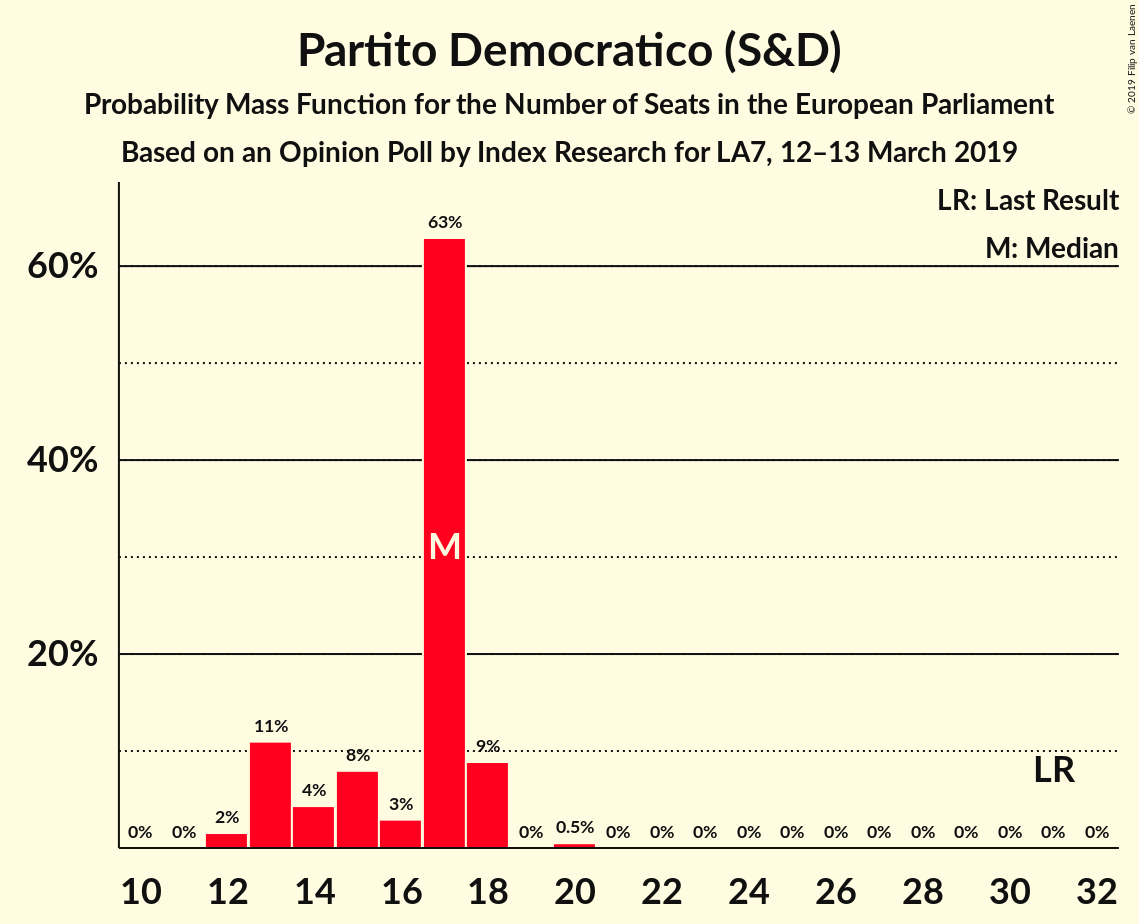 Partito Democratico (S&D)
Probability Mass Function for the Number of Seats in the European Parliament
Based on an Opinion Poll by Index Research for LA7, 12–13 March 2019
© 2019 Filip van Laenen
LR: Last Result
M: Median
60%
40%
20%
0% 0% 2% 11% 4% 8% 3% 63% 9% 0% 0.5% 0% 0% 0% 0% 0% 0% 0% 0% 0% 0% 0% 0%
M
LR
10 12 14 16 18 20 22 24 26 28 30 32